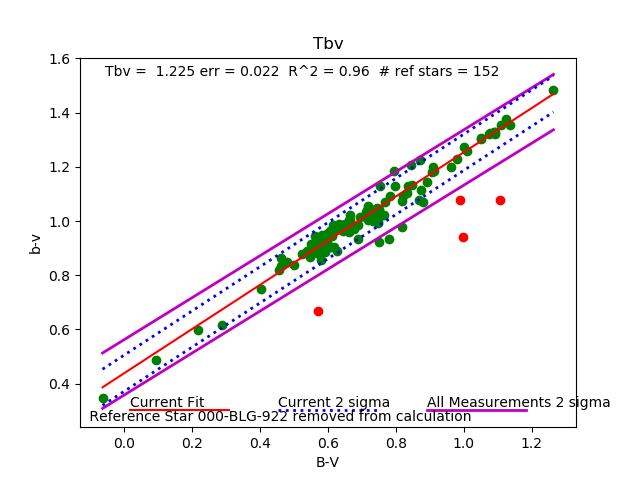 Tbv
Tbv =  1.225 err = 0.022  R^2 = 0.96  # ref stars = 152
1.6
1.4
1.2
1.0
0.8
0.6
0.4
b-v
Current Fit
Current 2 sigma
All Measurements 2 sigma
Reference Star 000-BLG-922 removed from calculation
0.0 0.2 0.4 0.6 0.8 1.0 1.2
B-V